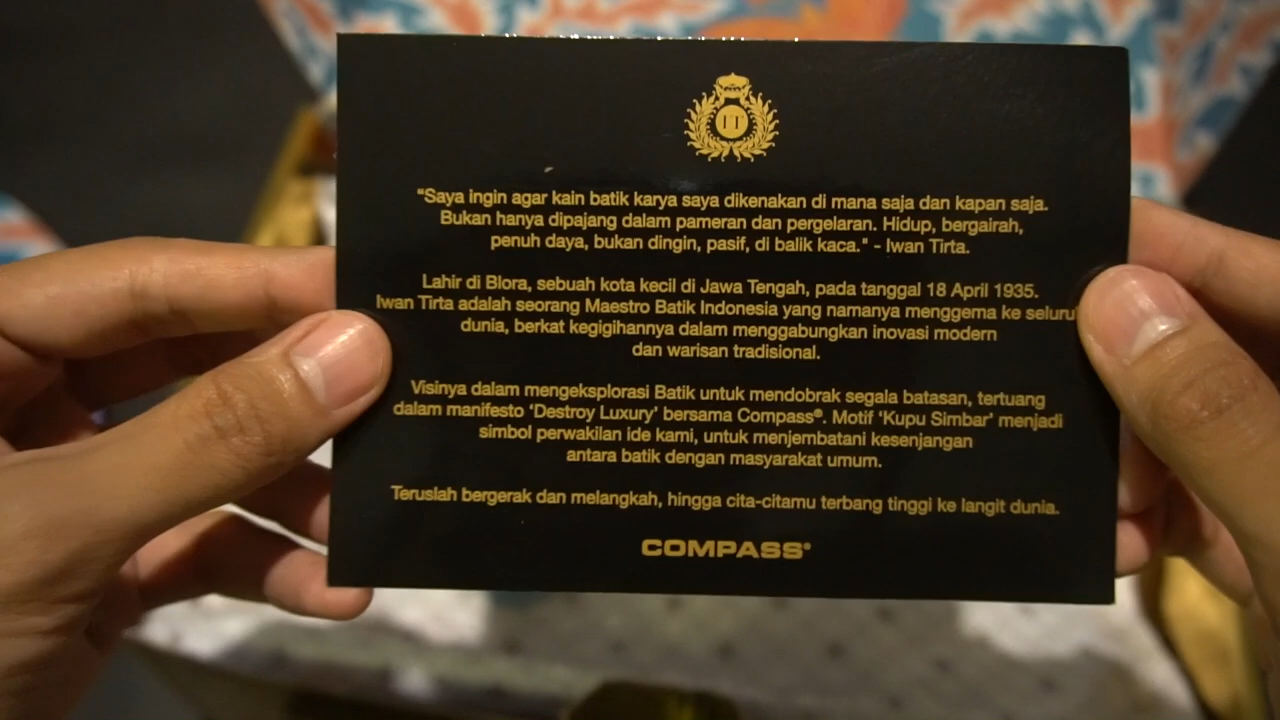 IT
"Saya ingin agar kain batik karya saya dikenakan di mana saja dan kapan saja.
Bukan hanya dipajang dalam pameran dan pergelaran. Hidup, bergairah,
penuh daya, bukan dingin, pasif, di balik kaca." - Iwan Tirta.
Lahir di Blora, sebuah kota kecil di Jawa Tengah, pada tanggal 18 April 1935.
Iwan Tirta adalah seorang Maestro Batik Indonesia yang namanya menggema ke seluru
dunia, berkat kegigihannya dalam menggabungkan inovasi modern
dan warisan tradisional.
Visinya dalam mengeksplorasi Batik untuk mendobrak segala batasan, tertuang
dalam manifesto 'Destroy Luxury' bersama Compass®. Motif 'Kupu Simbar' menjadi
simbol perwakilan ide kami, untuk menjembatani kesenjangan
antara batik dengan masyarakat umum.
Teruslah bergerak dan melangkah, hingga cita-citamu terbang tinggi ke langit dunia.
COMPASS®